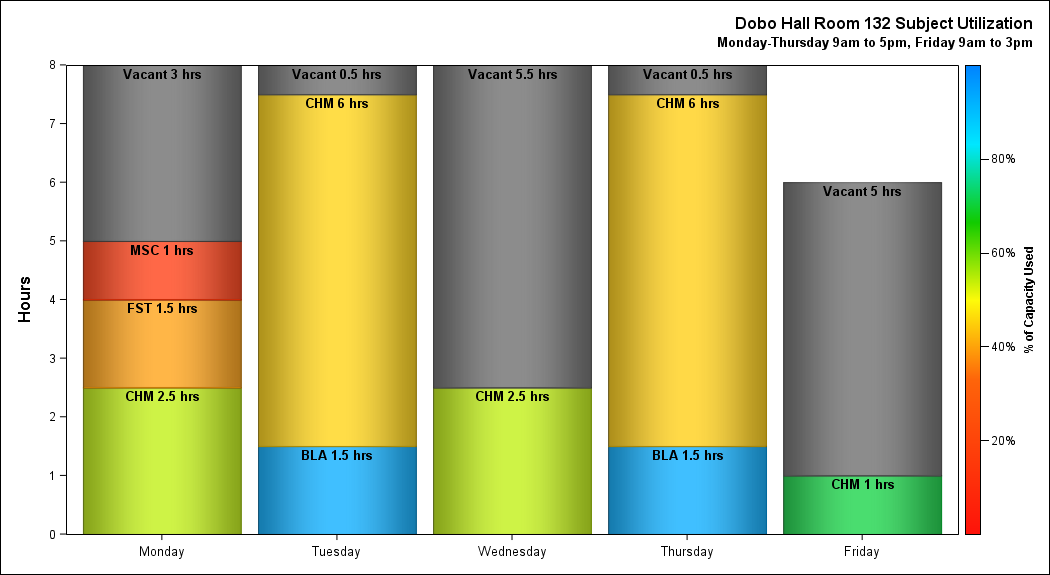 Dobo Hall Room 132 Subject Utilization
Monday-Thursday 9am to 5pm, Friday 9am to 3pm
Hours
8
7
6
5
4
3
2
1
0
Vacant 3 hrs
MSC 1 hrs
FST 1.5 hrs
CHM 2.5 hrs
Vacant 0.5 hrs
CHM 6 hrs
BLA 1.5 hrs
Vacant 5.5 hrs
CHM 2.5 hrs
Vacant 0.5 hrs
CHM 6 hrs
BLA 1.5 hrs
Vacant 5 hrs
CHM 1 hrs
Monday
Tuesday
Wednesday
Thursday
Friday
80%
60%
40%
20%
% of Capacity Used